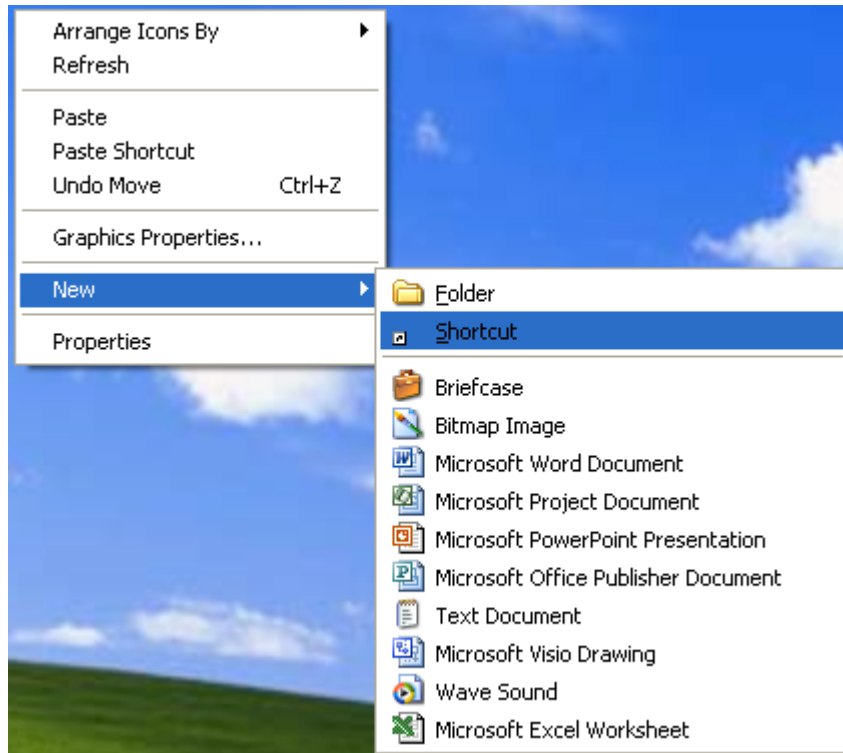 Arrange Icons By
Refresh
Paste
Paste Shortcut
Undo Move Ctrl+Z
Graphics Properties...
New
Properties
Folder
Shortcut
Briefcase
Bitmap Image
Microsoft Word Document
Microsoft Project Document
Microsoft PowerPoint Presentation
Microsoft Office Publisher Document
Text Document
Microsoft Visio Drawing
Wave Sound
Microsoft Excel Worksheet